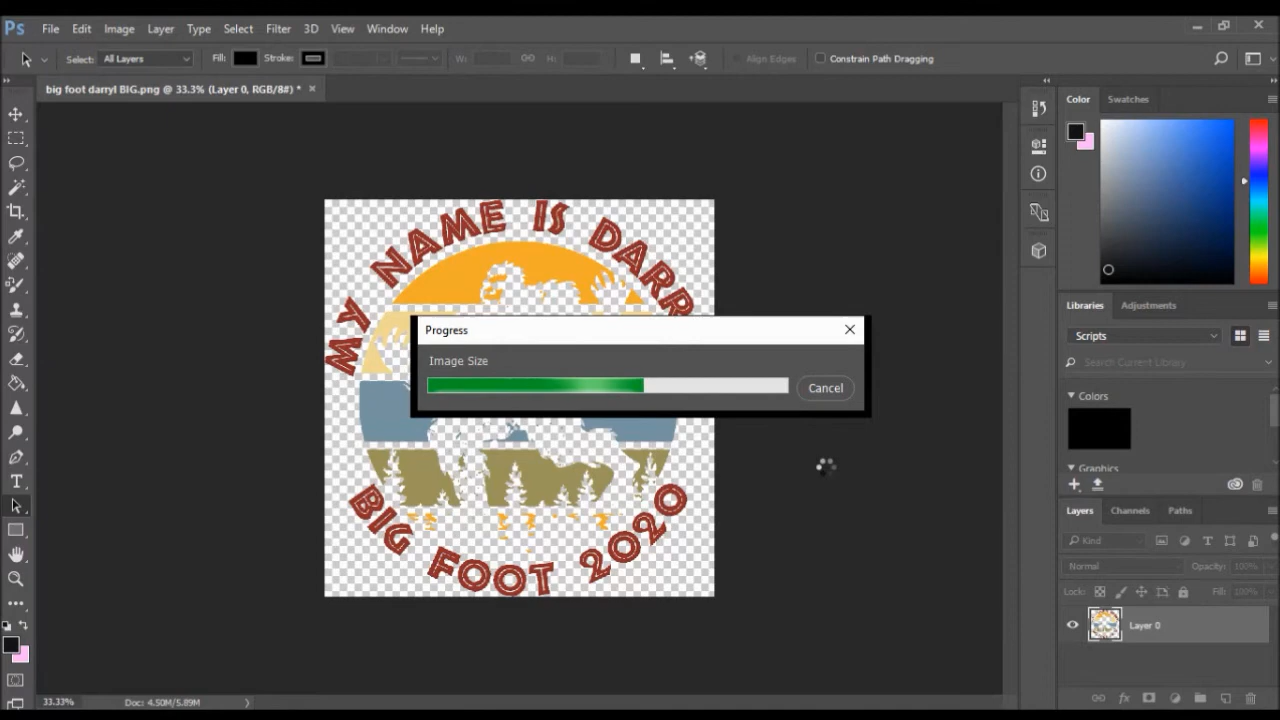 Ps File Edit Image Layer Type Select Filter 3D View Window Help
Select: All Layers Fill: Stroke: W: H: Align Edges Constrain Path Dragging
big foot darryl BIG.png @ 33.3% (Layer 0, RGB/8#) *
MY NAME IS DARR
BIG FOOT 2020
Progress
Image Size
Cancel
33.33% Doc: 4.50M/5.89M
Color Swatches
Libraries Adjustments
Scripts
Search Current Library
Colors
Graphics
Layers Channels Paths
Kind
Normal Opacity: 100%
Lock: Fill: 100%
Layer 0